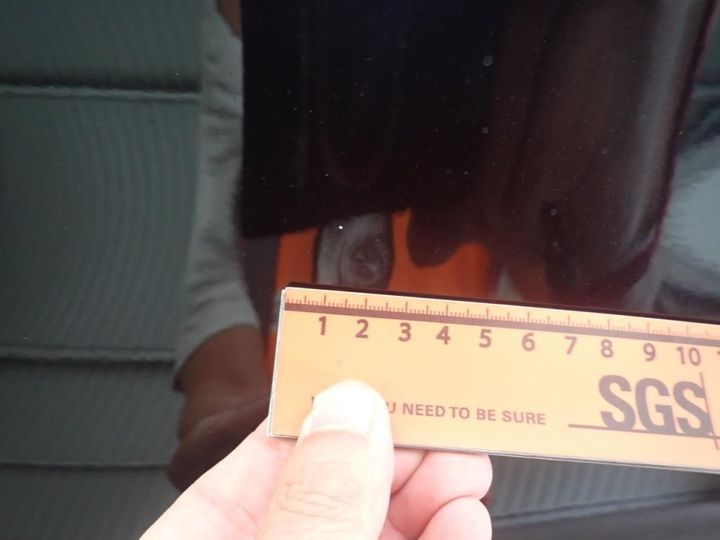 1 2 3 4 5 6 7 8 9 10
U NEED TO BE SURE
SGS